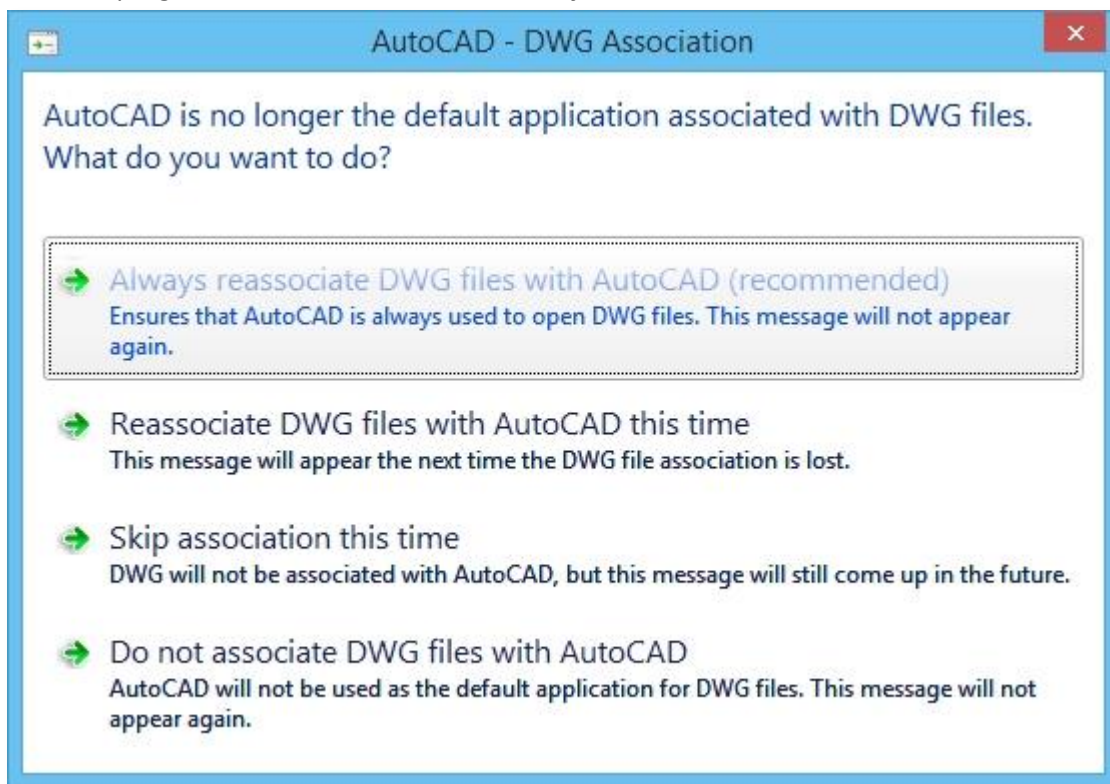 AutoCAD - DWG Association
AutoCAD is no longer the default application associated with DWG files.
What do you want to do?
Always reassociate DWG files with AutoCAD (recommended)
Ensures that AutoCAD is always used to open DWG files. This message will not appear
again.
Reassociate DWG files with AutoCAD this time
This message will appear the next time the DWG file association is lost.
Skip association this time
DWG will not be associated with AutoCAD, but this message will still come up in the future.
Do not associate DWG files with AutoCAD
AutoCAD will not be used as the default application for DWG files. This message will not
appear again.